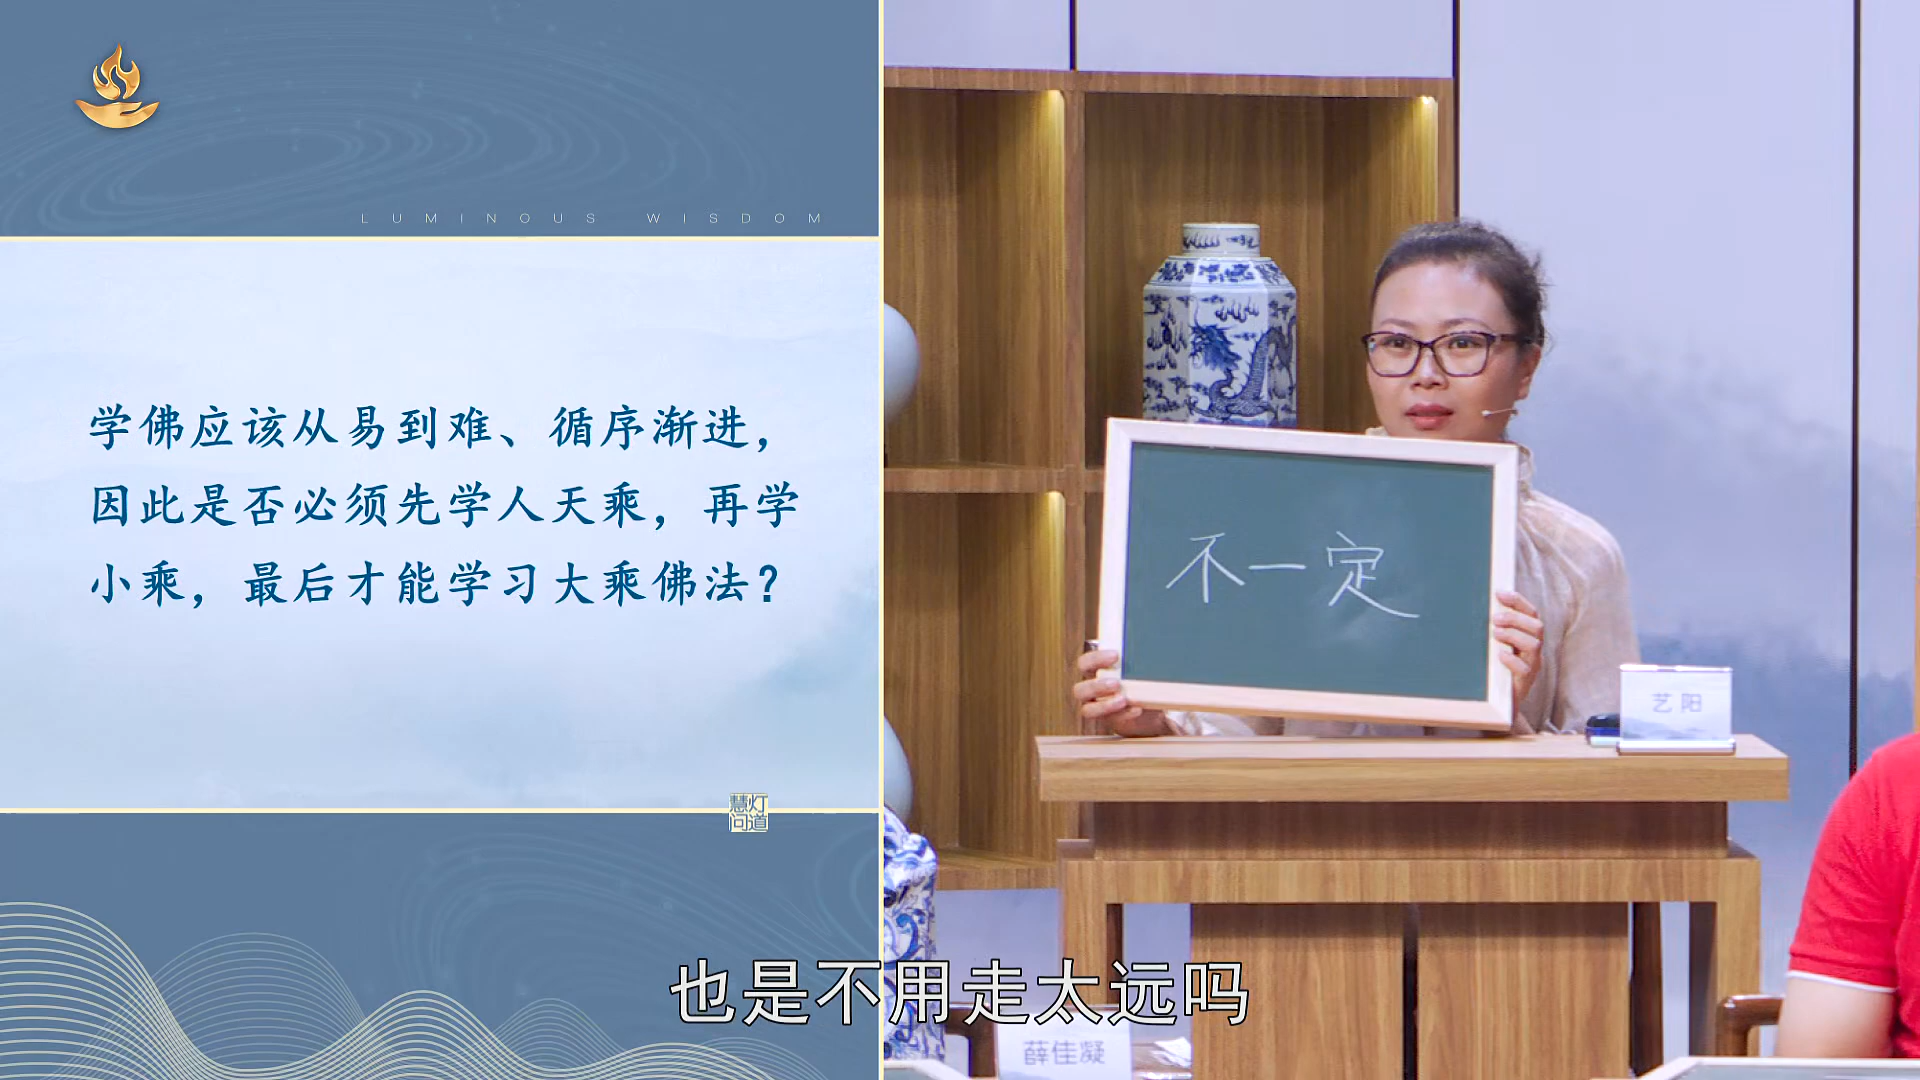 LUMINOUS WISDOM
学佛应该从易到难、循序渐进，
因此是否必须先学人天乘，再学
小乘，最后才能学习大乘佛法？
慧灯
问道
不一定
艺阳
也是不用走太远吗
薛佳凝